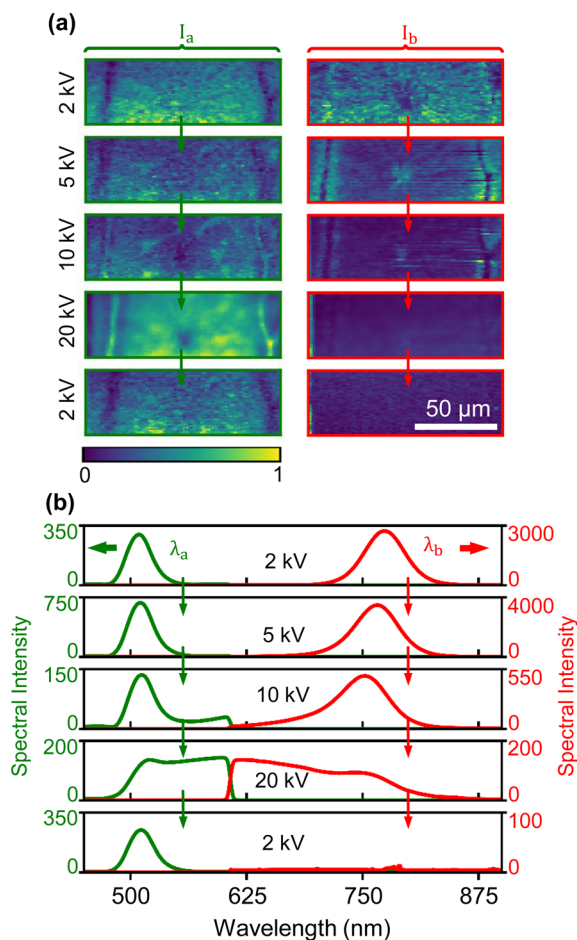 (a)
Ia Ib
2 kV
5 kV
10 kV
20 kV
2 kV
50 μm
0 1
(b)
350 λa 2 kV λb 3000
0 0
750 5 kV 4000
0 0
150 10 kV 550
0 0
200 20 kV 200
0 0
350 2 kV 100
0 0
Spectral Intensity Spectral Intensity
500 625 750 875
Wavelength (nm)